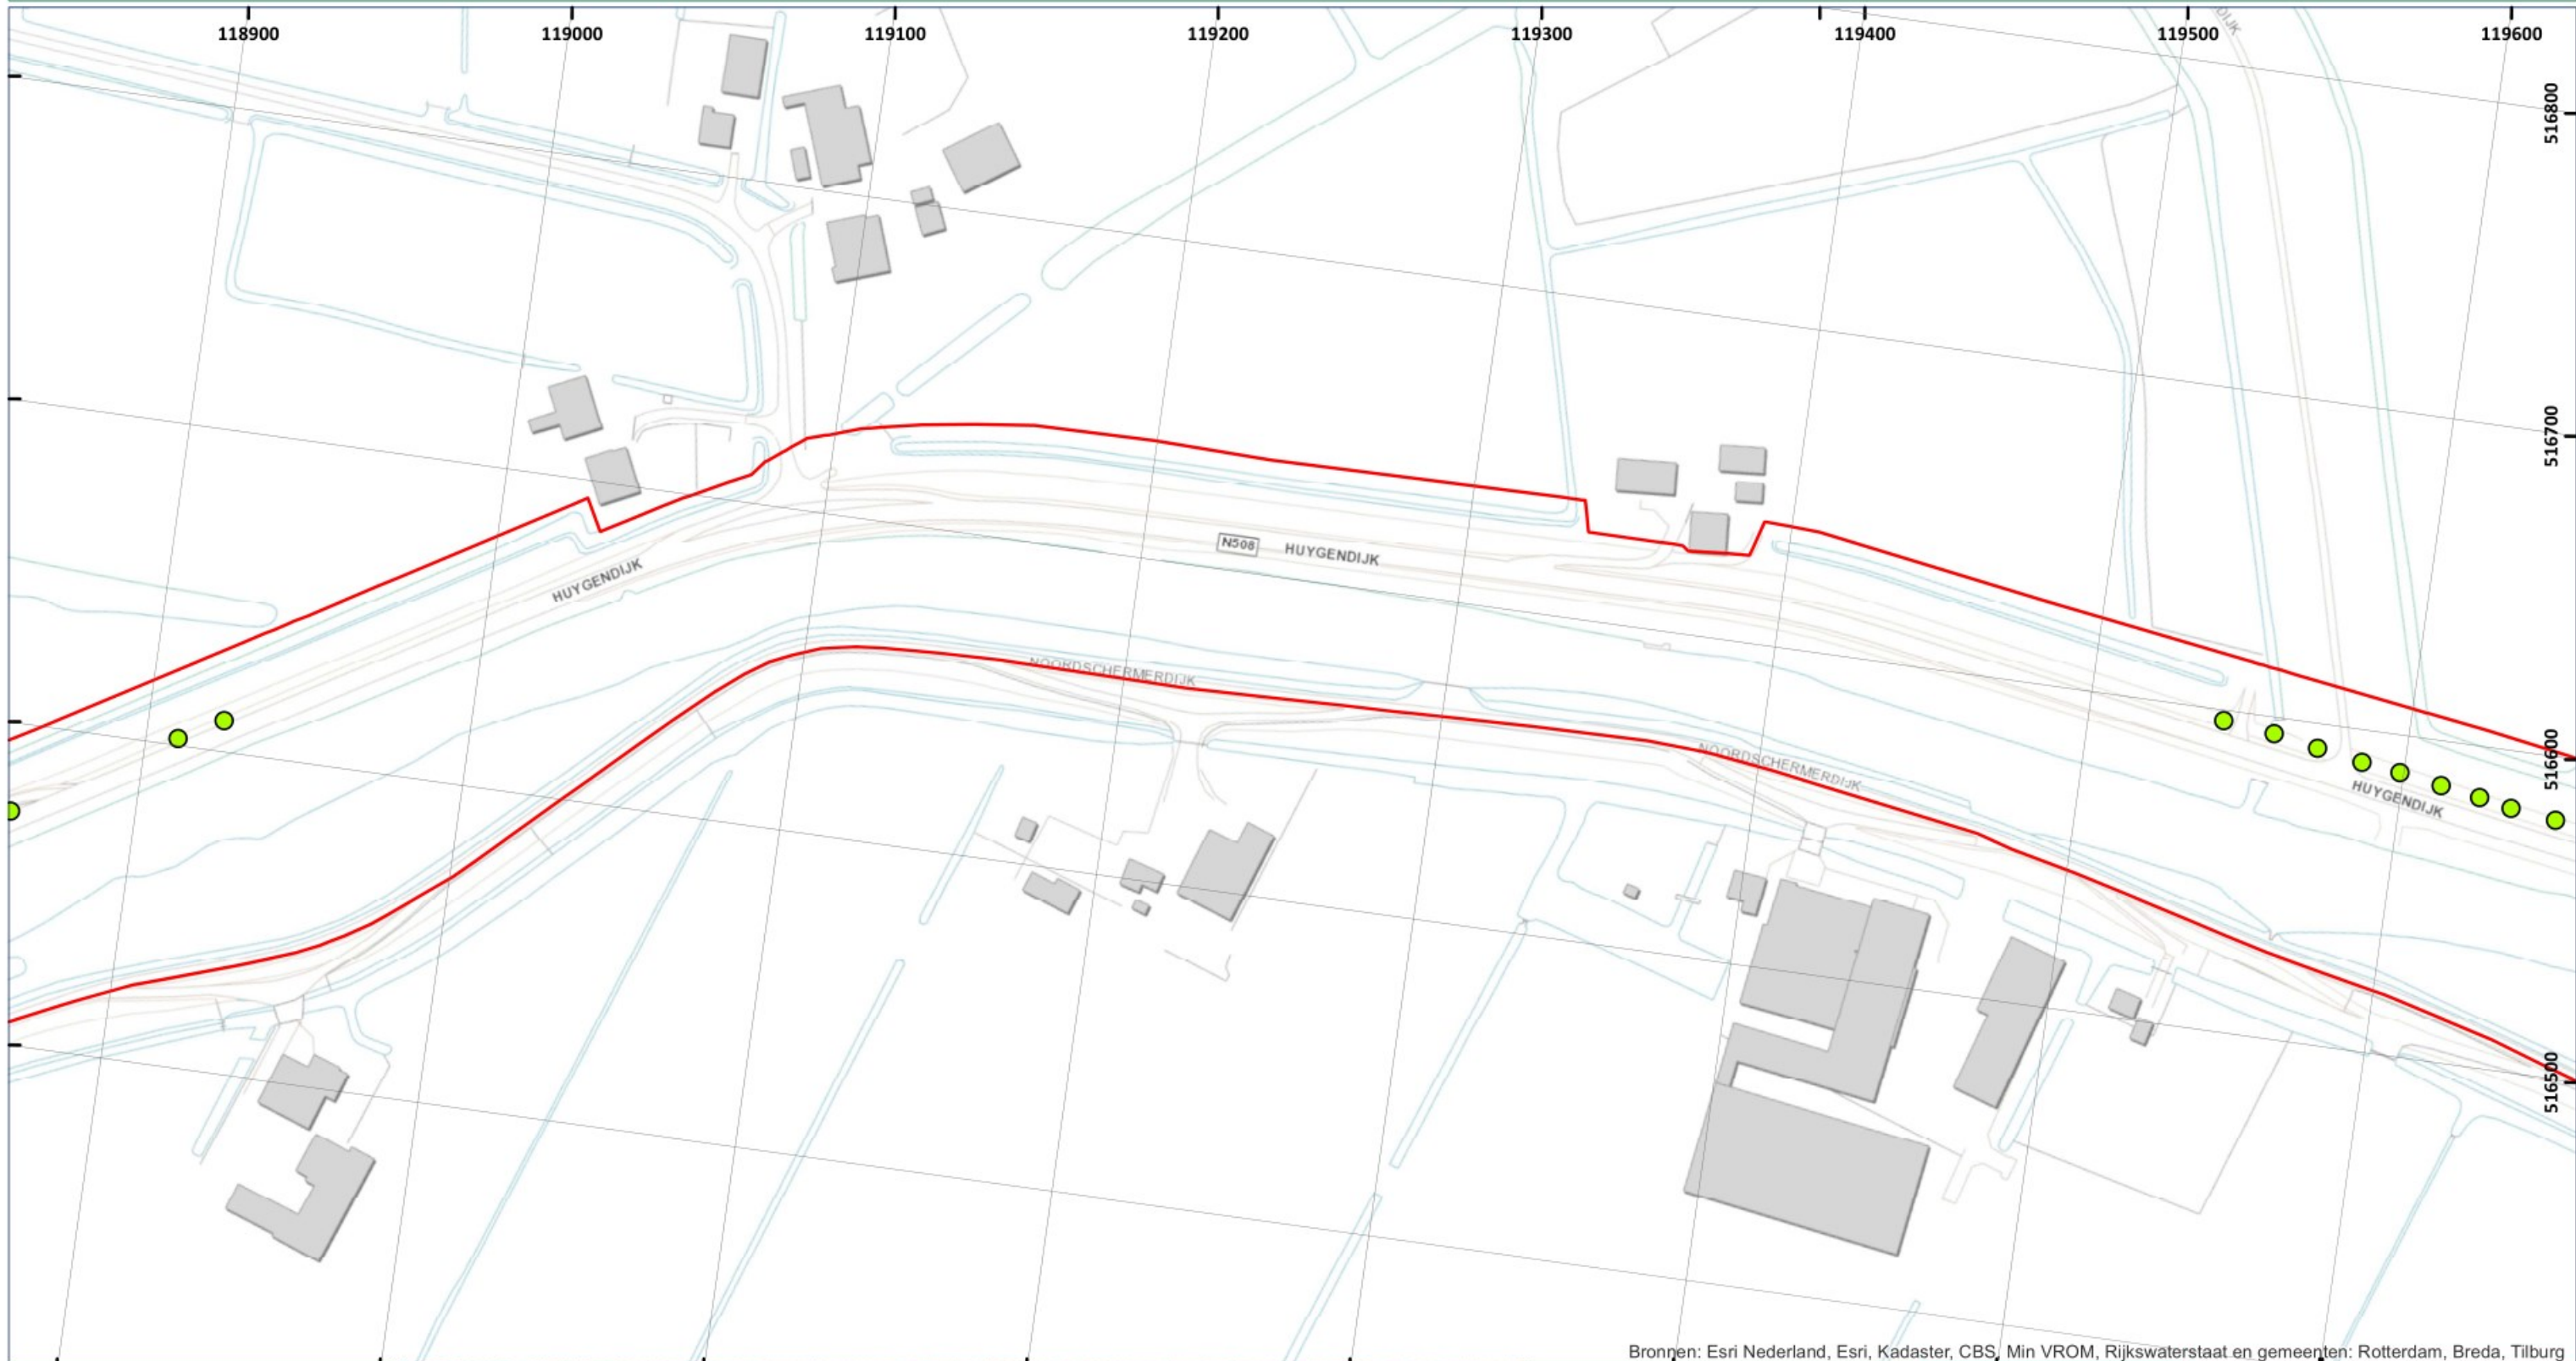 118900 119000 119100 119200 119300 119400 119500 119600
DIJK
516800
516700
N508 HUYGENDIJK
HUYGENDIJK
NOORDSCHERMERDIJK
NOORDSCHERMERDIJK
516600
HUYGENDIJK
516500
Bronnen: Esri Nederland, Esri, Kadaster, CBS, Min VROM, Rijkswaterstaat en gemeenten: Rotterdam, Breda, Tilburg